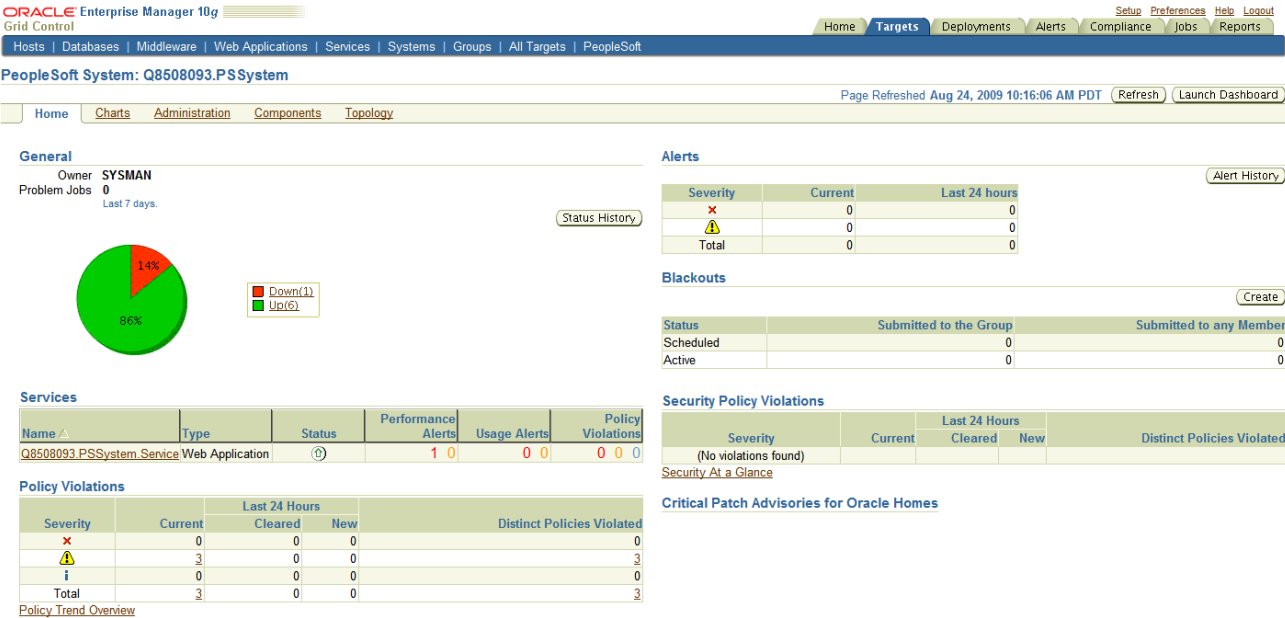 ORACLE Enterprise Manager 10g
Grid Control
Setup Preferences Help Logout
Home Targets Deployments Alerts Compliance Jobs Reports
Hosts | Databases | Middleware | Web Applications | Services | Systems | Groups | All Targets | PeopleSoft
PeopleSoft System: Q8508093.PSSystem
Page Refreshed Aug 24, 2009 10:16:06 AM PDT Refresh Launch Dashboard
Home Charts Administration Components Topology
General
Owner SYSMAN
Problem Jobs 0
Last 7 days.
Status History
14%
86%
Down(1)
Up(6)
Services
Name Type Status Performance Alerts Usage Alerts Policy Violations
Q8508093.PSSystem.Service Web Application 1 0 0 0 0 0 0
Policy Violations
Last 24 Hours
Severity Current Cleared New Distinct Policies Violated
0 0 0 0
3 0 0 3
i 0 0 0 0
Total 3 0 0 3
Policy Trend Overview
Alerts
Alert History
Severity Current Last 24 hours
0 0
0 0
Total 0 0
Blackouts
Create
Status Submitted to the Group Submitted to any Member
Scheduled 0 0
Active 0 0
Security Policy Violations
Last 24 Hours
Severity Current Cleared New Distinct Policies Violated
(No violations found)
Security At a Glance
Critical Patch Advisories for Oracle Homes